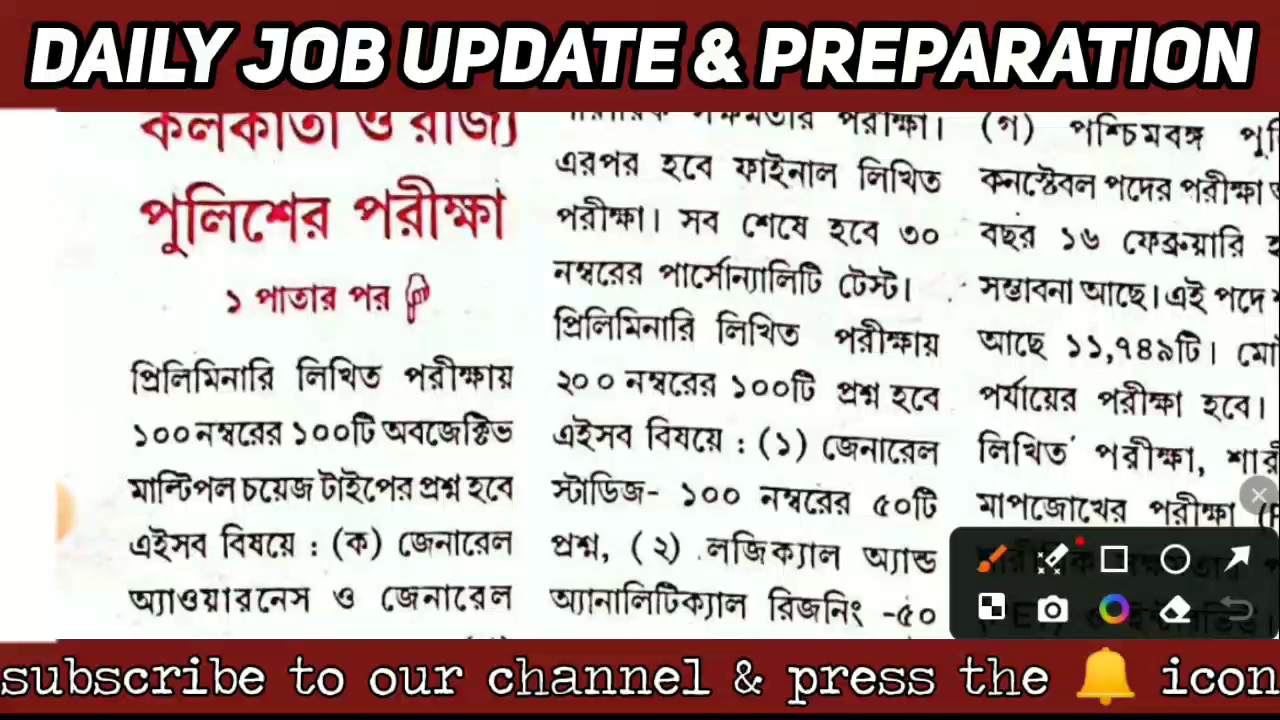 DAILY JOB UPDATE & PREPARATION
কলকাতা ও রাজ্য
পুলিশের পরীক্ষা
১ পাতার পর
প্রিলিমিনারি লিখিত পরীক্ষায়
১০০ নম্বরের ১০০টি অবজেক্টিভ
মাল্টিপল চয়েজ টাইপের প্রশ্ন হবে
এইসব বিষয়ে : (ক) জেনারেল
অ্যাওয়ারনেস ও জেনারেল
পরীক্ষা।
এরপর হবে ফাইনাল লিখিত
পরীক্ষা। সব শেষে হবে ৩০
নম্বরের পার্সোন্যালিটি টেস্ট।
প্রিলিমিনারি লিখিত পরীক্ষায়
২০০ নম্বরের ১০০টি প্রশ্ন হবে
এইসব বিষয়ে : (১) জেনারেল
স্টাডিজ- ১০০ নম্বরের ৫০টি
প্রশ্ন, (২) লজিক্যাল অ্যান্ড
অ্যানালিটিক্যাল রিজনিং -৫০
(গ) পশ্চিমবঙ্গ
কনস্টেবল পদের পরীক্ষা
বছর ১৬ ফেব্রুয়ারি
সম্ভাবনা আছে। এই পদে
আছে ১১,৭৪৯টি।
পর্যায়ের পরীক্ষা হবে।
লিখিত পরীক্ষা,
মাপজোখের পরীক্ষা
subscribe to our channel & press the 🔔 icon